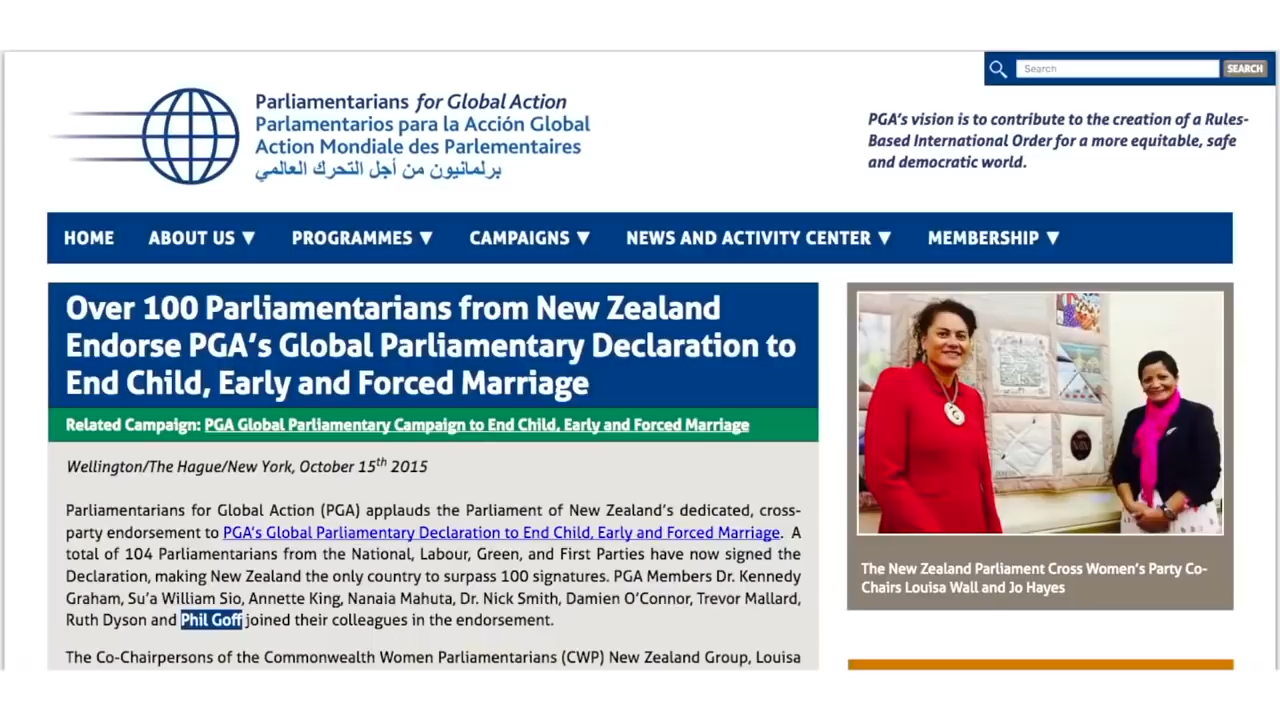 Search
SEARCH
Parliamentarians for Global Action
Parlamentarios para la Acción Global
Action Mondiale des Parlementaires
برلمانيون من أجل التحرك العالمي
PGA's vision is to contribute to the creation of a Rules-
Based International Order for a more equitable, safe
and democratic world.
HOME ABOUT US ▼ PROGRAMMES ▼ CAMPAIGNS ▼ NEWS AND ACTIVITY CENTER ▼ MEMBERSHIP ▼
Over 100 Parliamentarians from New Zealand
Endorse PGA's Global Parliamentary Declaration to
End Child, Early and Forced Marriage
Related Campaign: PGA Global Parliamentary Campaign to End Child, Early and Forced Marriage
Wellington/The Hague/New York, October 15th 2015
Parliamentarians for Global Action (PGA) applauds the Parliament of New Zealand's dedicated, cross-
party endorsement to PGA's Global Parliamentary Declaration to End Child, Early and Forced Marriage. A
total of 104 Parliamentarians from the National, Labour, Green, and First Parties have now signed the
Declaration, making New Zealand the only country to surpass 100 signatures. PGA Members Dr. Kennedy
Graham, Su'a William Sio, Annette King, Nanaia Mahuta, Dr. Nick Smith, Damien O'Connor, Trevor Mallard,
Ruth Dyson and Phil Goff joined their colleagues in the endorsement.
The Co-Chairpersons of the Commonwealth Women Parliamentarians (CWP) New Zealand Group, Louisa
The New Zealand Parliament Cross Women's Party Co-
Chairs Louisa Wall and Jo Hayes